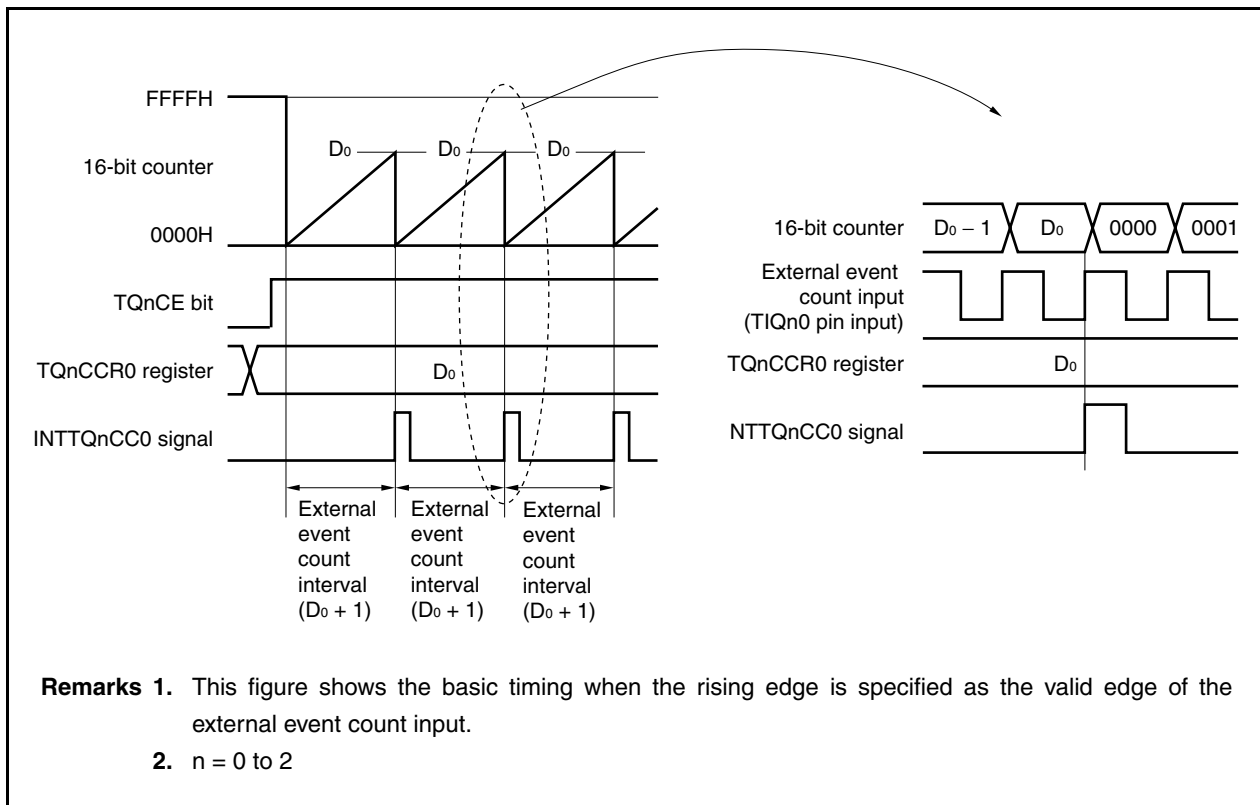 FFFFH
16-bit counter
0000H
D0
D0
D0
TQnCE bit
TQnCCR0 register
D0
INTTQnCC0 signal
External
event
count
interval
(D0 + 1)
External
event
count
interval
(D0 + 1)
External
event
count
interval
(D0 + 1)
16-bit counter
D0 − 1
D0
0000
0001
External event
count input
(TIQn0 pin input)
TQnCCR0 register
D0
NTTQnCC0 signal
Remarks 1. This figure shows the basic timing when the rising edge is specified as the valid edge of the
external event count input.
2. n = 0 to 2